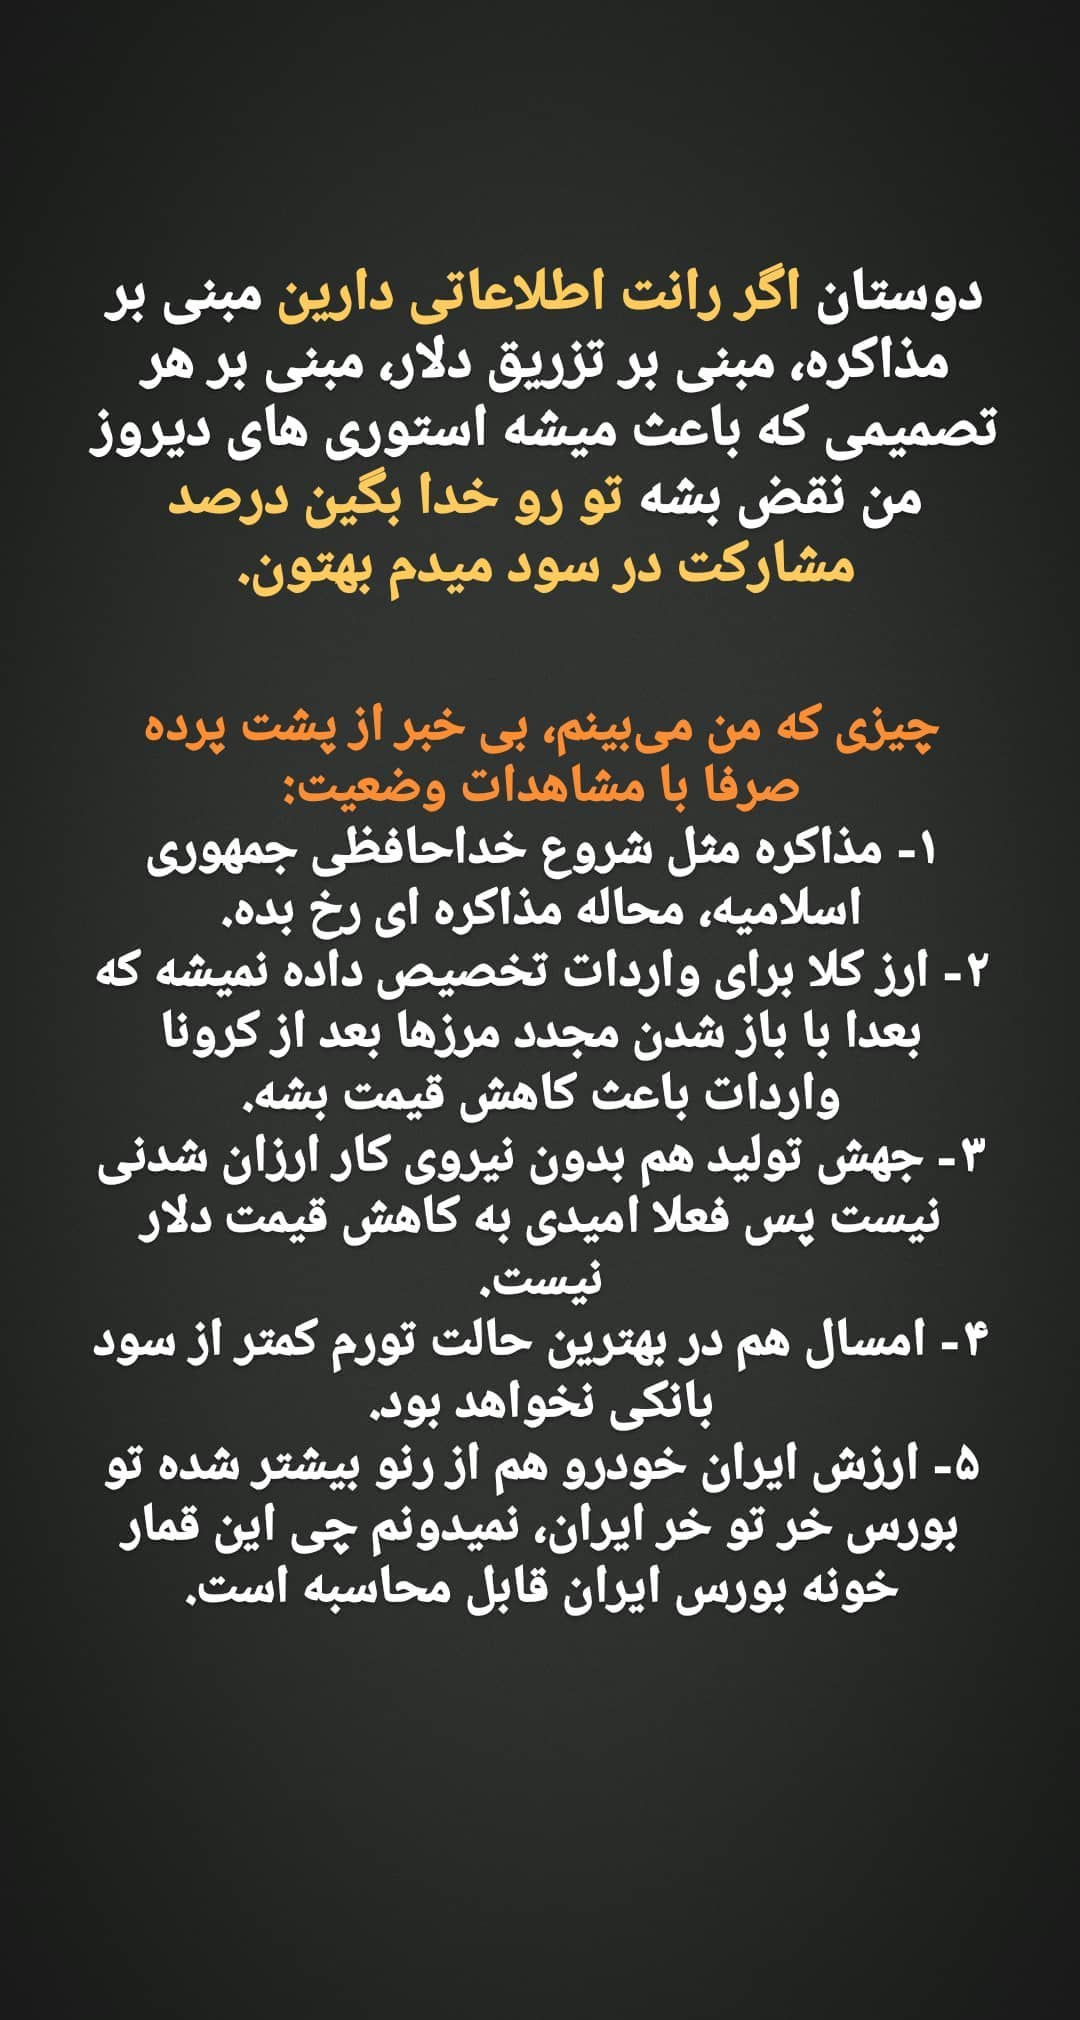 دوستان اگر رانت اطلاعاتی دارین مبنی بر
مذاکره، مبنی بر تزریق دلار، مبنی بر هر
تصمیمی که باعث میشه استوری های دیروز
من نقض بشه تو رو خدا بگین درصد
مشارکت در سود میدم بهتون.
چیزی که من می‌بینم، بی خبر از پشت پرده
صرفا با مشاهدات وضعیت:
۱- مذاکره مثل شروع خداحافظی جمهوری
اسلامیه، محاله مذاکره ای رخ بده.
۲- ارز کلا برای واردات تخصیص داده نمیشه که
بعدا با باز شدن مجدد مرزها بعد از کرونا
واردات باعث کاهش قیمت بشه.
۳- جهش تولید هم بدون نیروی کار ارزان شدنی
نیست پس فعلا امیدی به کاهش قیمت دلار
نیست.
۴- امسال هم در بهترین حالت تورم کمتر از سود
بانکی نخواهد بود.
۵- ارزش ایران خودرو هم از رنو بیشتر شده تو
بورس خر تو خر ایران، نمیدونم چی این قمار
خونه بورس ایران قابل محاسبه است.